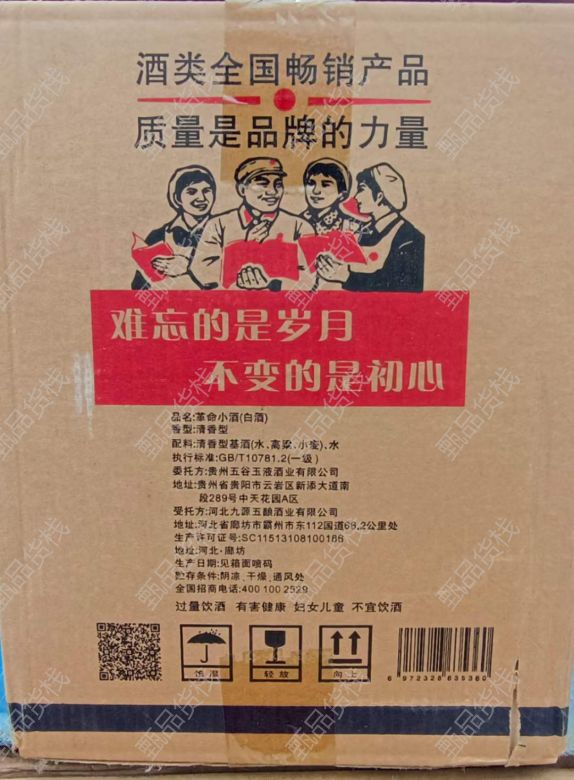 酒类全国畅销产品
质量是品牌的力量
难忘的是岁月
不变的是初心
品名:革命小酒(白酒)
香型:清香型
配料:清香型基酒(水、高粱、小麦)、水
执行标准:GB/T10781.2(一级)
委托方:贵州五谷玉液酒业有限公司
地址:贵州省贵阳市云岩区新添大道南
段289号中天花园A区
受托方:河北九源五酿酒业有限公司
地址:河北省廊坊市霸州市东112国道68.2公里处
生产许可证号:SC11513108100186
地址:河北·廊坊
生产日期:见箱面喷码
贮存条件:阴凉、干燥、通风处
全国招商电话:400 100 2529
过量饮酒 有害健康 妇女儿童 不宜饮酒
怕湿 轻放 向上
6 972328 635360
甄品货栈